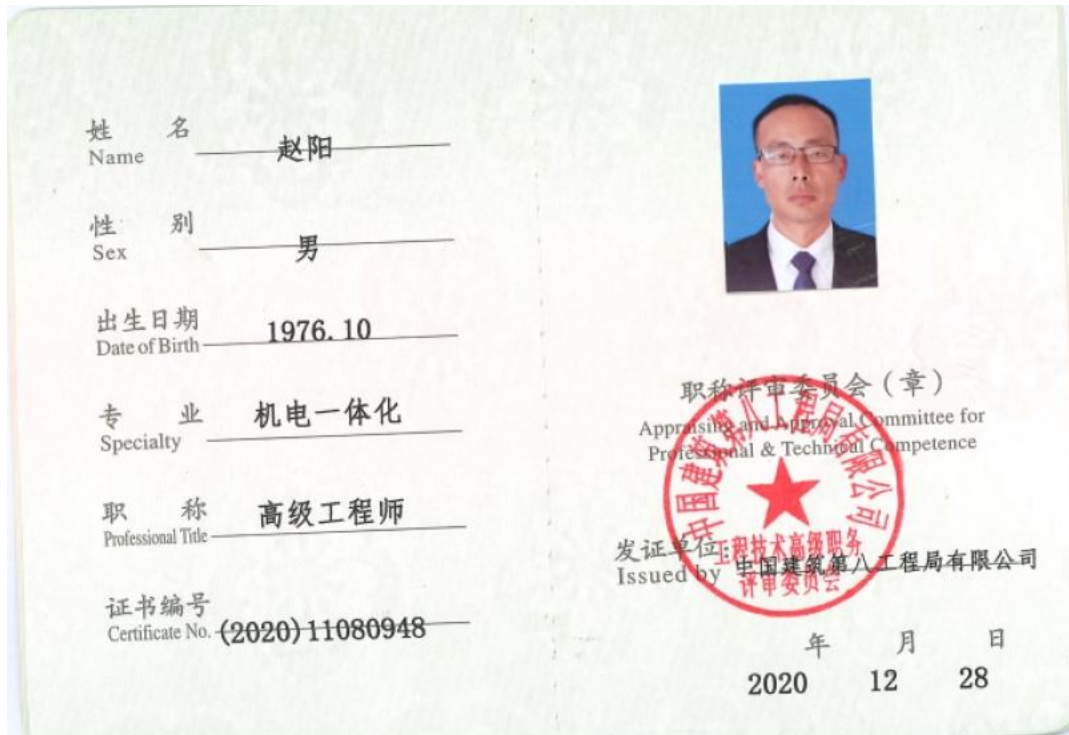 姓 名 赵阳
Name
性 别 男
Sex
出生日期 1976.10
Date of Birth
专 业 机电一体化
Specialty
职 称 高级工程师
Professional Title
证书编号
Certificate No. (2020)11080948
职称评审委员会（章）
Appraising and Approval Committee for
Professional & Technical Competence
中国建筑第八工程局有限公司
工程技术高级职务
评审委员会
发证单位:
Issued by 中国建筑第八工程局有限公司
年 月 日
2020 12 28